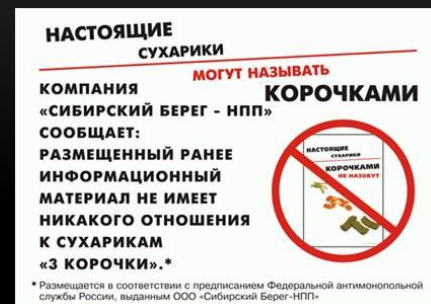 НАСТОЯЩИЕ
СУХАРИКИ
МОГУТ НАЗЫВАТЬ
КОРОЧКАМИ
КОМПАНИЯ
«СИБИРСКИЙ БЕРЕГ - НПП»
СООБЩАЕТ:
РАЗМЕЩЕННЫЙ РАНЕЕ
ИНФОРМАЦИОННЫЙ
МАТЕРИАЛ НЕ ИМЕЕТ
НИКАКОГО ОТНОШЕНИЯ
К СУХАРИКАМ
«3 КОРОЧКИ».*
НАСТОЯЩИЕ
СУХАРИКИ
КОРОЧКАМИ
НЕ НАЗОВУТ
* Размещается в соответствии с предписанием Федеральной антимонопольной
службы России, выданным ООО «Сибирский Берег-НПП»